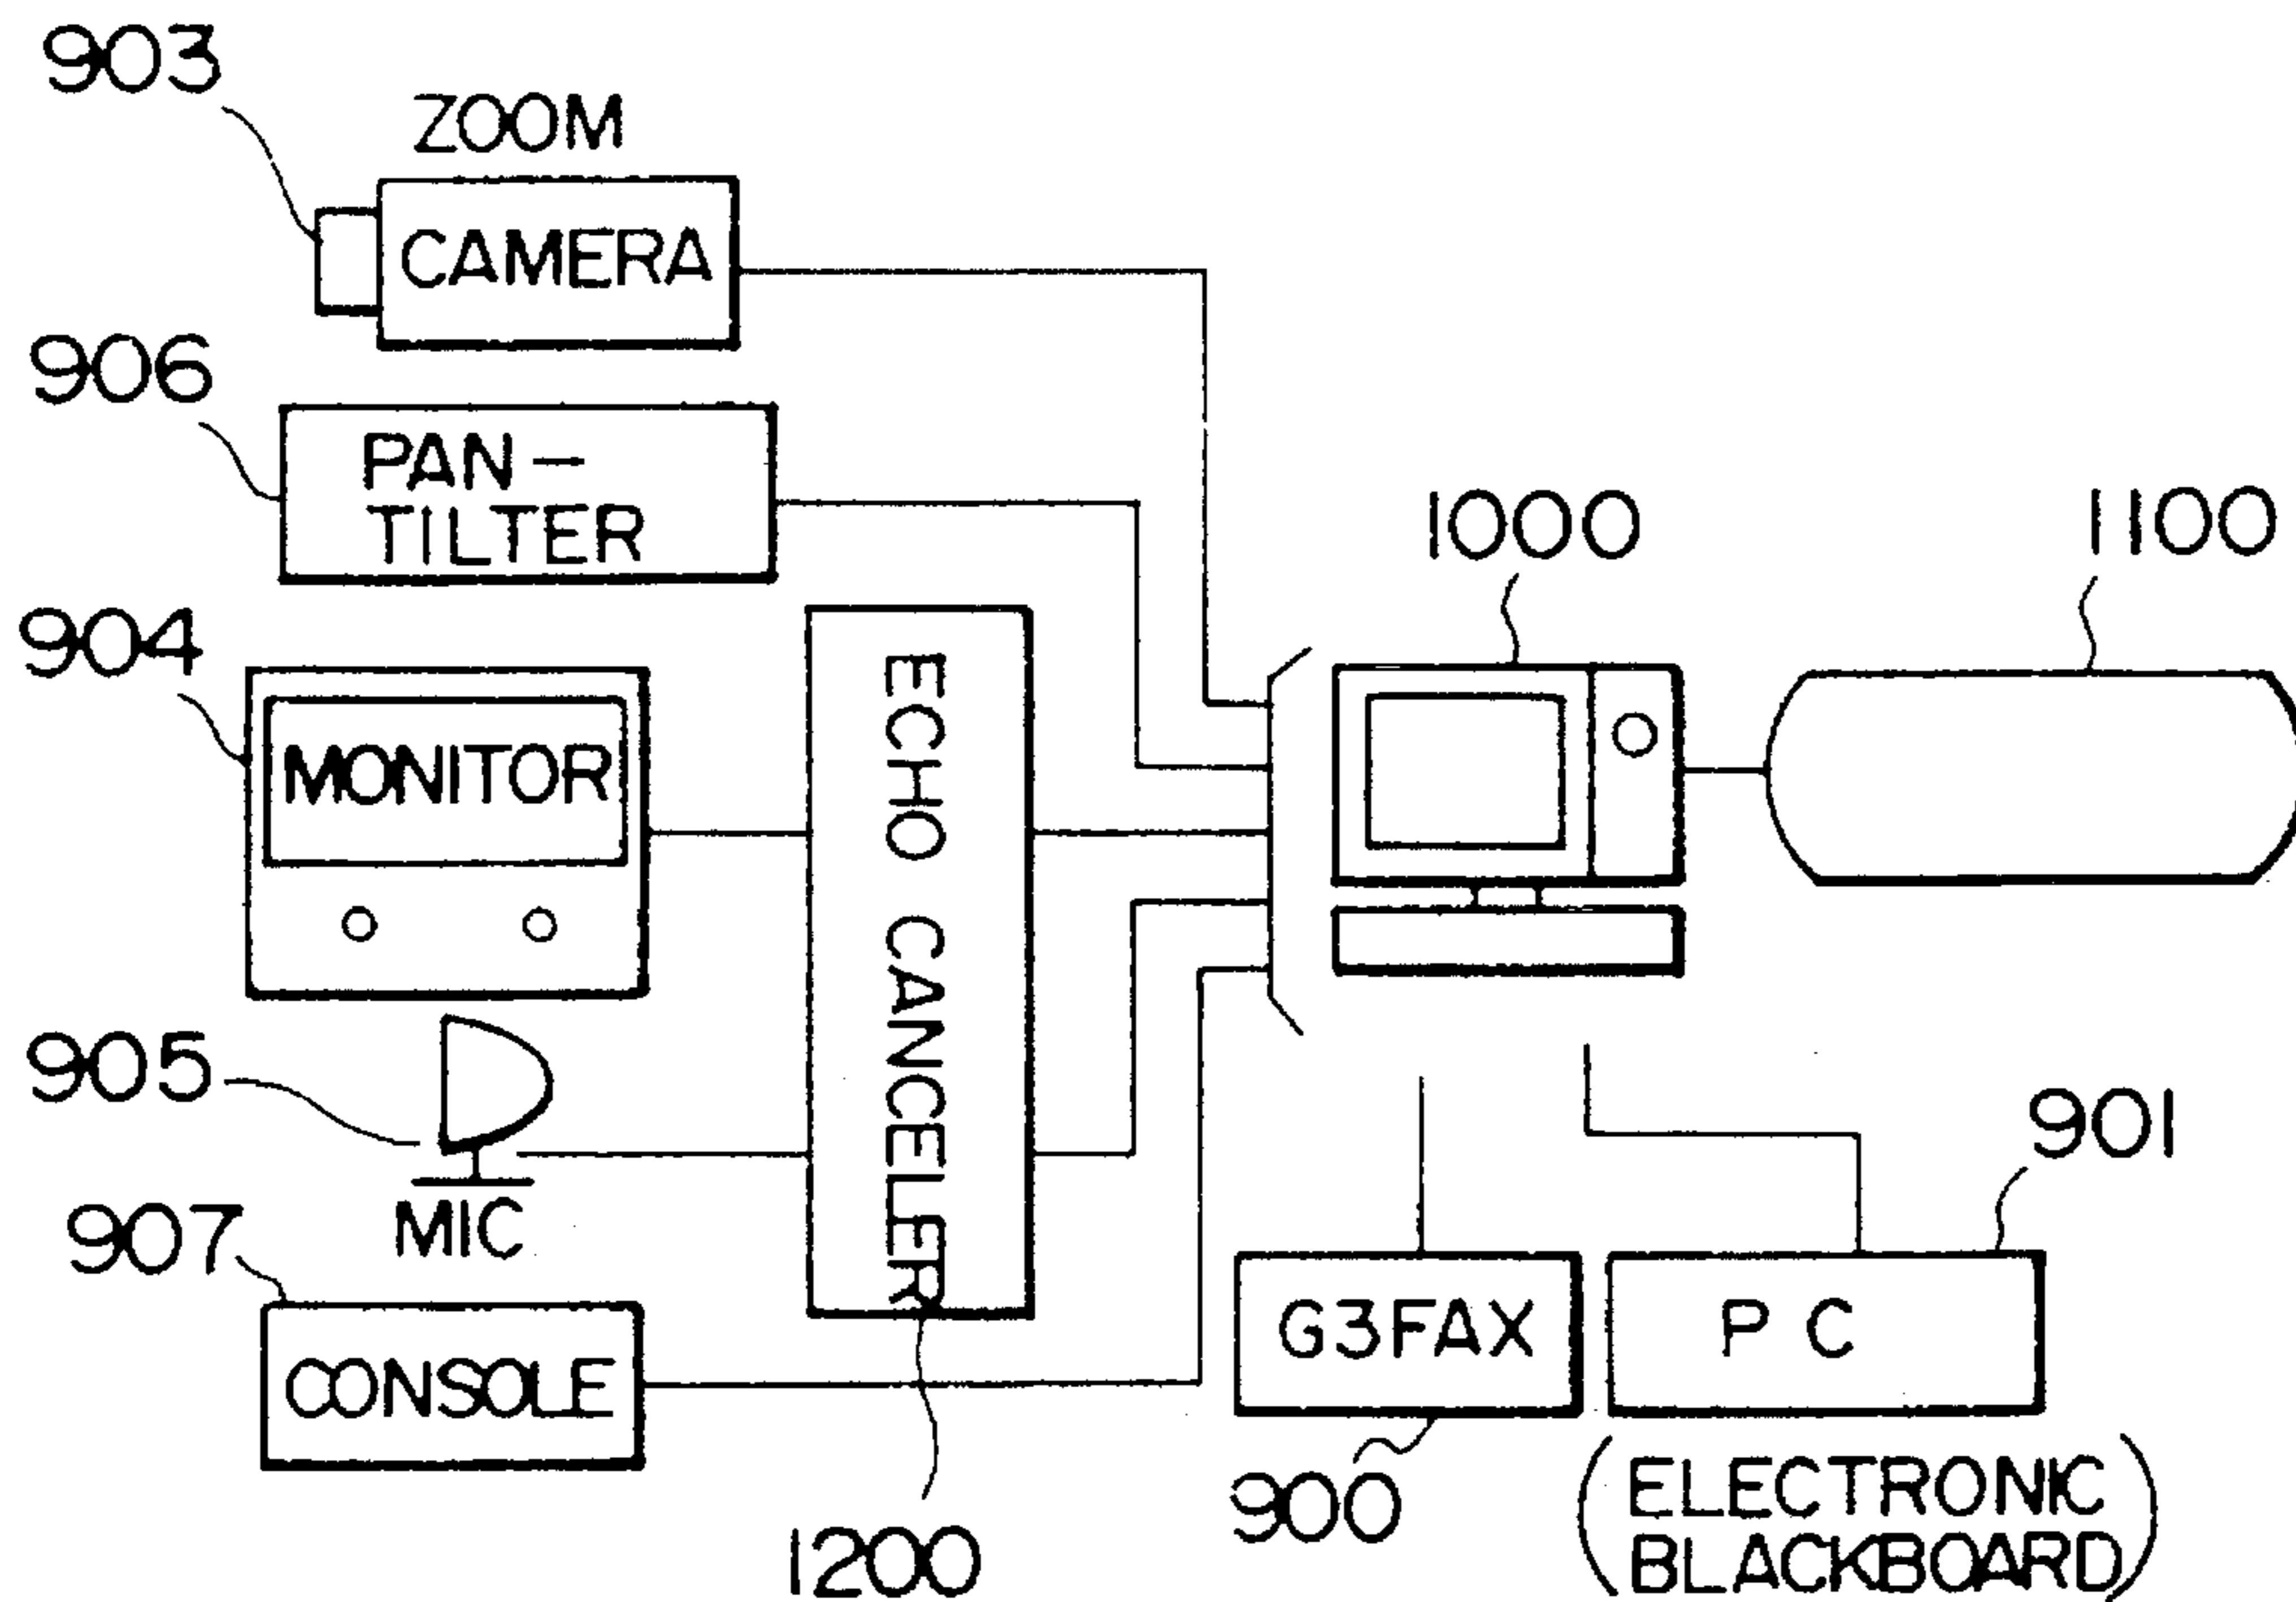 903
ZOOM
CAMERA
906
PAN-
TILTER
904
MONITOR
ECHO CANCELER
1000
1100
905
MIC
907
CONSOLE
1200
901
G3FAX
P C
900
(ELECTRONIC
BLACKBOARD)